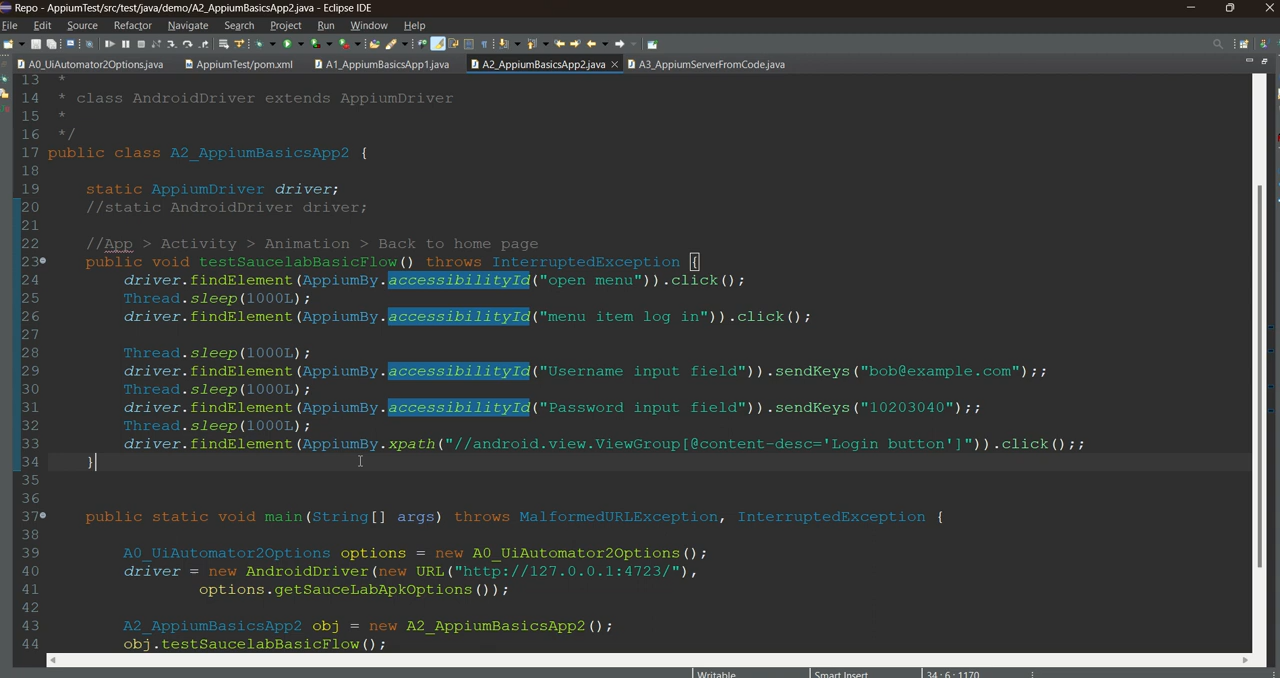 Repo - AppiumTest/src/test/java/demo/A2_AppiumBasicsApp2.java - Eclipse IDE
File Edit Source Refactor Navigate Search Project Run Window Help
A0_UiAutomator2Options.java AppiumTest/pom.xml A1_AppiumBasicsApp1.java A2_AppiumBasicsApp2.java A3_AppiumServerFromCode.java
13 *
14 * class AndroidDriver extends AppiumDriver
15 *
16 */
17 public class A2_AppiumBasicsApp2 {
18
19 static AppiumDriver driver;
20 //static AndroidDriver driver;
21
22 //App > Activity > Animation > Back to home page
23 public void testSaucelabBasicFlow() throws InterruptedException {
24 driver.findElement(AppiumBy.accessibilityId("open menu")).click();
25 Thread.sleep(1000L);
26 driver.findElement(AppiumBy.accessibilityId("menu item log in")).click();
27
28 Thread.sleep(1000L);
29 driver.findElement(AppiumBy.accessibilityId("Username input field")).sendKeys("bob@example.com");;
30 Thread.sleep(1000L);
31 driver.findElement(AppiumBy.accessibilityId("Password input field")).sendKeys("10203040");;
32 Thread.sleep(1000L);
33 driver.findElement(AppiumBy.xpath("//android.view.ViewGroup[@content-desc='Login button']")).click();;
34 }
35
36
37 public static void main(String[] args) throws MalformedURLException, InterruptedException {
38
39 A0_UiAutomator2Options options = new A0_UiAutomator2Options();
40 driver = new AndroidDriver(new URL("http://127.0.0.1:4723/"),
41 options.getSauceLabApkOptions());
42
43 A2_AppiumBasicsApp2 obj = new A2_AppiumBasicsApp2();
44 obj.testSaucelabBasicFlow();
Writable Smart Insert 34 : 6 : 1170